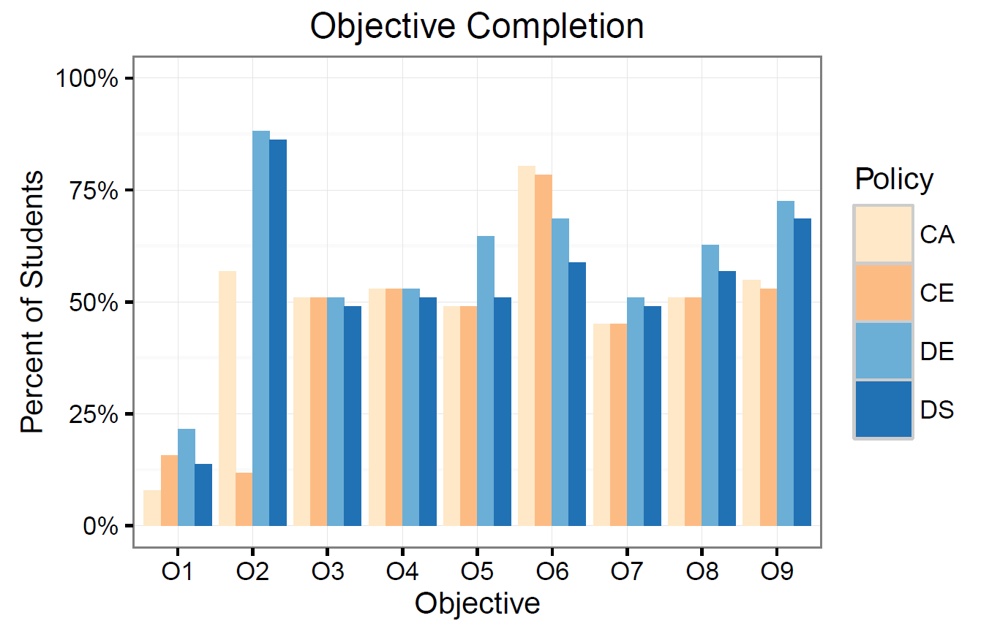 Objective Completion
100%
75%
50%
25%
0%
Percent of Students
O1 O2 O3 O4 O5 O6 O7 O8 O9
Objective
Policy
CA
CE
DE
DS